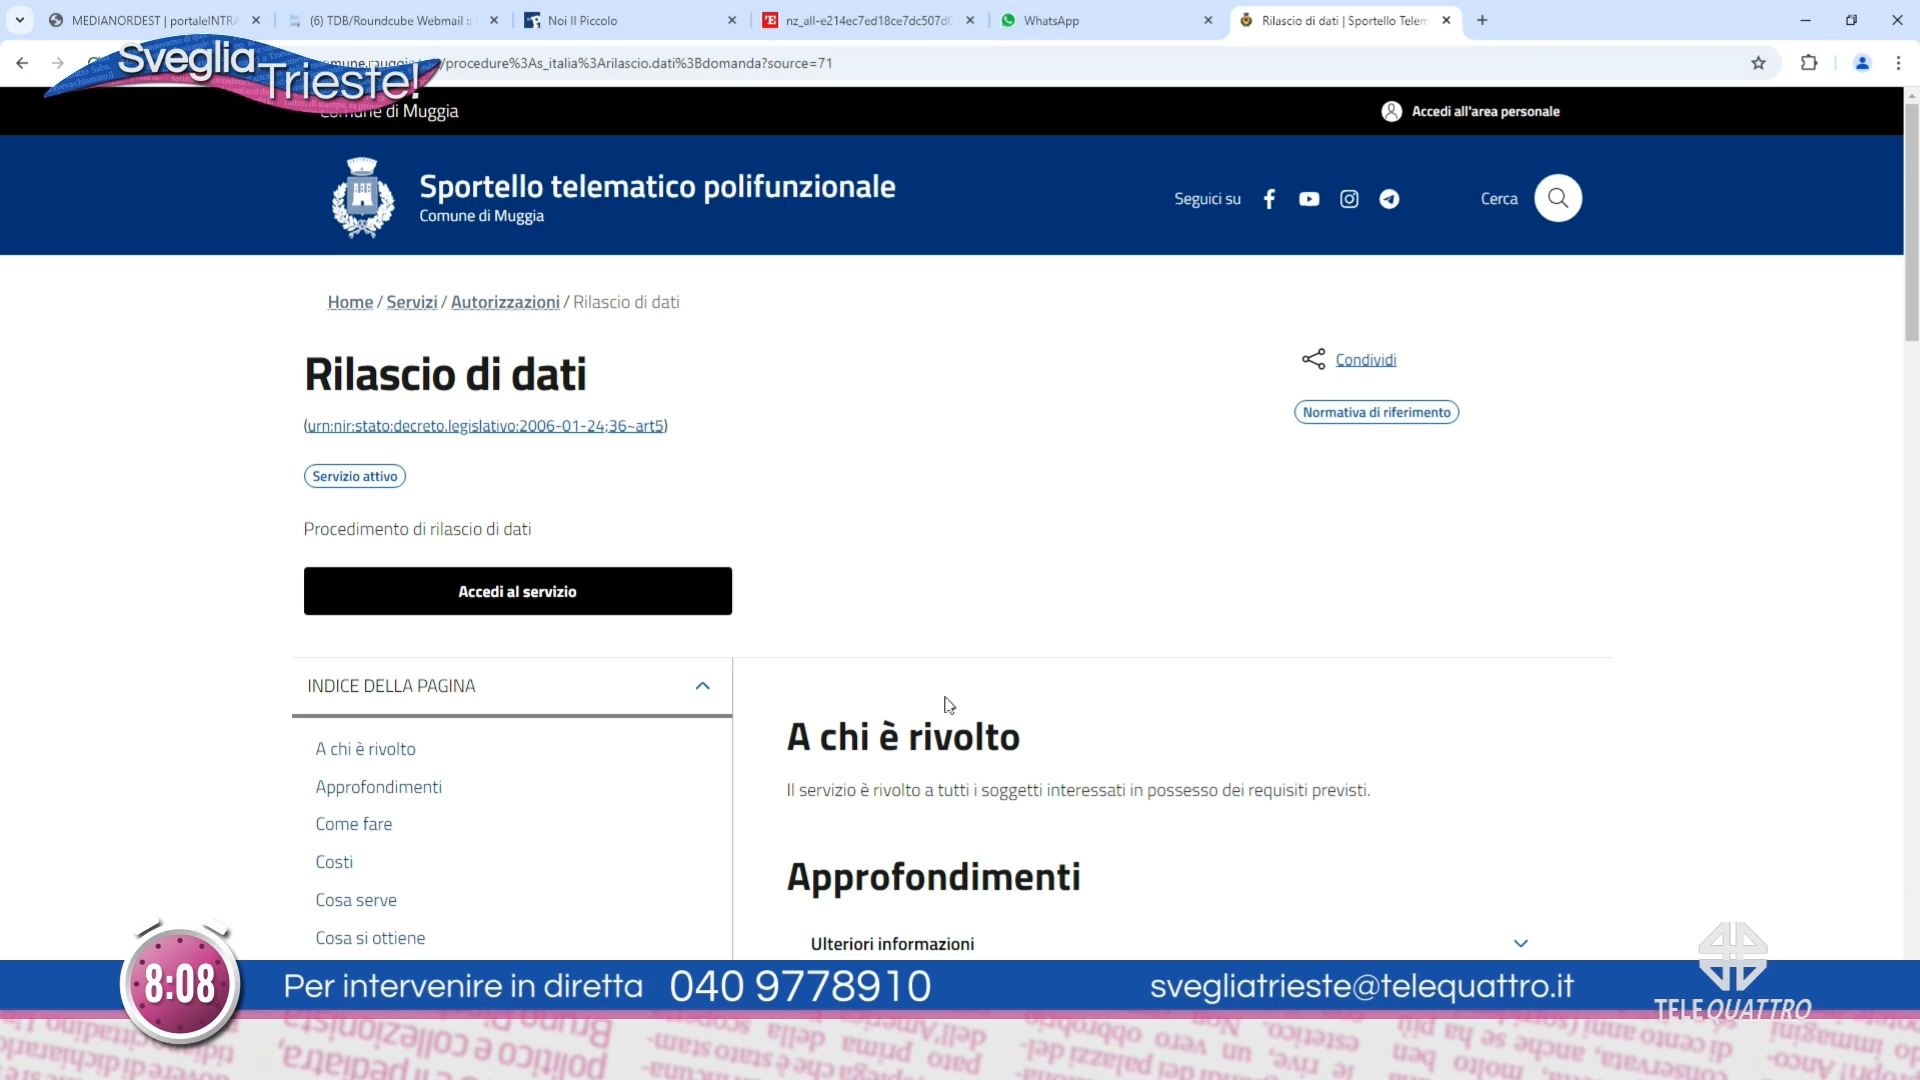 MEDIANORDEST | portaleINTRA
(6) TDB/Roundcube Webmail ::
Noi Il Piccolo
nz_all-e214ec7ed18ce7dc507d0
WhatsApp
Rilascio di dati | Sportello Telem
/procedure%3As_italia%3Arilascio.dati%3Bdomanda?source=71
Sveglia
Trieste!
Comune di Muggia
Accedi all'area personale
Sportello telematico polifunzionale
Comune di Muggia
Seguici su
Cerca
Home / Servizi / Autorizzazioni / Rilascio di dati
Rilascio di dati
Condividi
Normativa di riferimento
(urn:nir:stato:decreto.legislativo:2006-01-24;36~art5)
Servizio attivo
Procedimento di rilascio di dati
Accedi al servizio
INDICE DELLA PAGINA
A chi è rivolto
Approfondimenti
Come fare
Costi
Cosa serve
Cosa si ottiene
A chi è rivolto
Il servizio è rivolto a tutti i soggetti interessati in possesso dei requisiti previsti.
Approfondimenti
Ulteriori informazioni
8:08
Per intervenire in diretta 040 9778910
svegliatrieste@telequattro.it
TELEQUATTRO